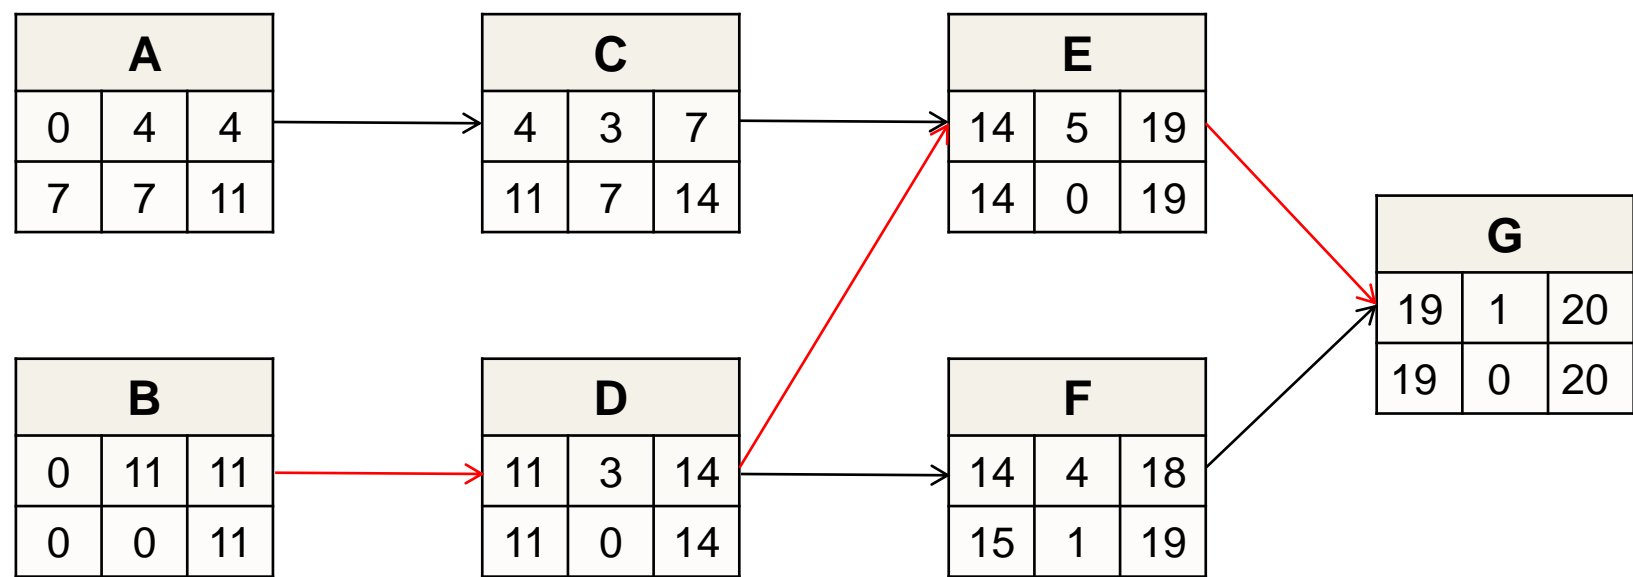 A
0 4 4
7 7 11
C
4 3 7
11 7 14
E
14 5 19
14 0 19
G
19 1 20
19 0 20
B
0 11 11
0 0 11
D
11 3 14
11 0 14
F
14 4 18
15 1 19